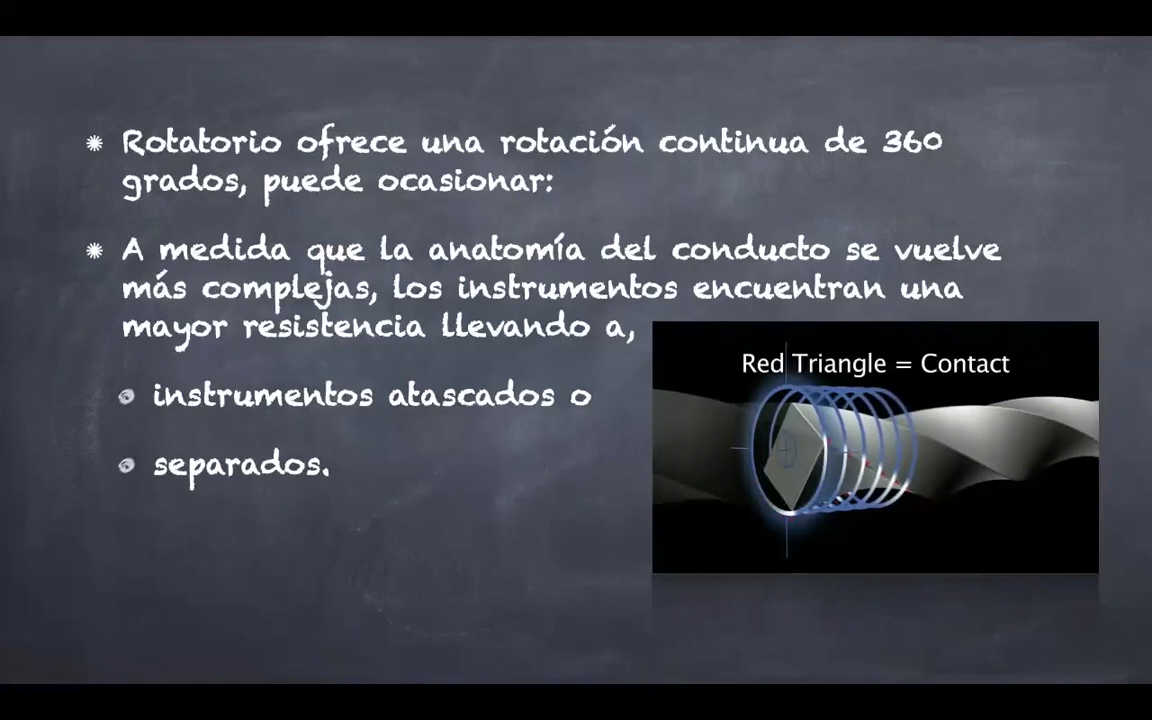 Rotatorio ofrece una rotación continua de 360
grados, puede ocasionar:
A medida que la anatomía del conducto se vuelve
más complejas, los instrumentos encuentran una
mayor resistencia llevando a,
Red Triangle = Contact
instrumentos atascados o
separados.